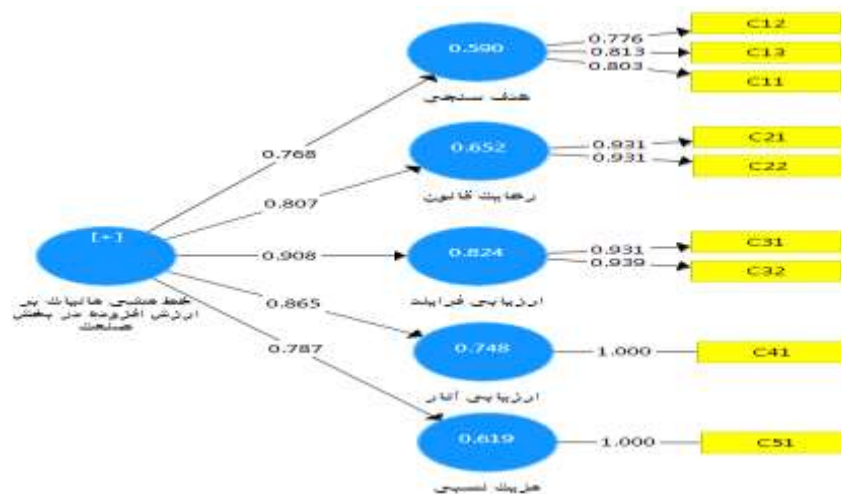 C12
0.776
0.590
0.813
C13
0.803
C11
هدف سنجی
0.768
C21
0.931
0.652
0.931
C22
رعایت قانون
0.807
[+]
C31
0.931
0.908
0.824
0.939
C32
خط مشی مالیات بر
ارزش افزوده در بخش
صنعت
ارزیابی فرایند
0.865
0.748
1.000
C41
0.787
ارزیابی آثار
0.619
1.000
C51
مزیت نسبی